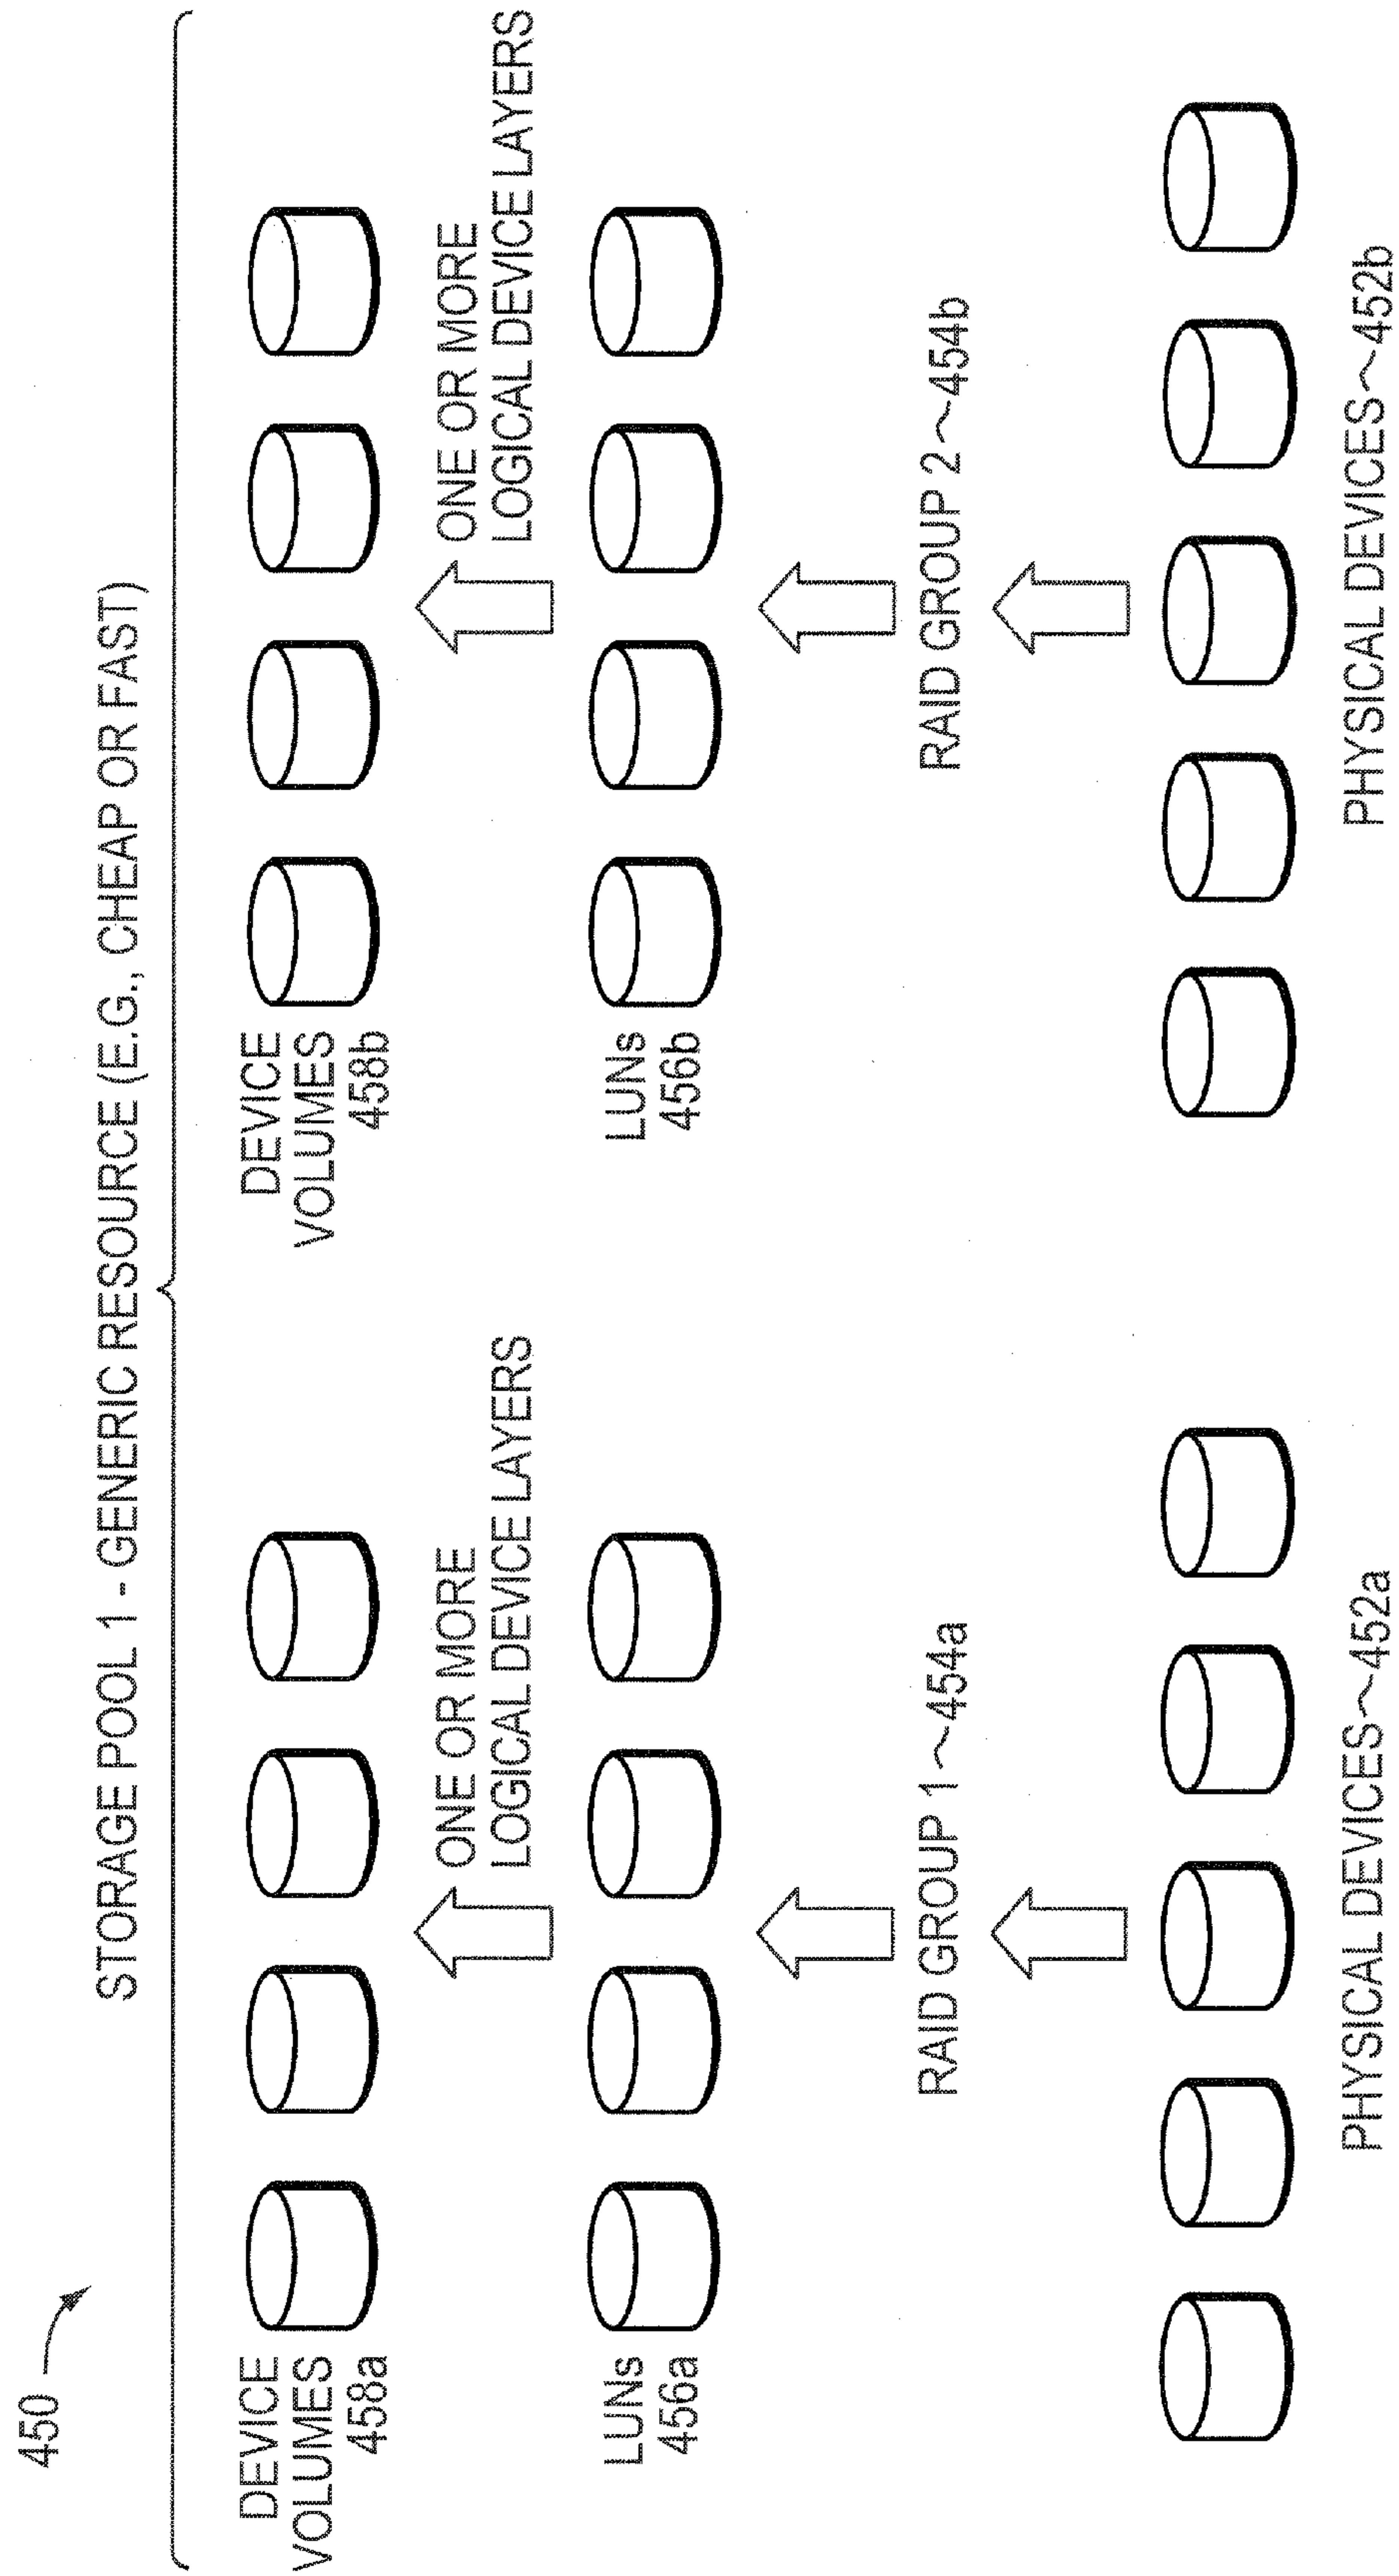 450
STORAGE POOL 1 - GENERIC RESOURCE (E.G., CHEAP OR FAST)
DEVICE
VOLUMES
458a
ONE OR MORE
LOGICAL DEVICE LAYERS
LUNs
456a
RAID GROUP 1~454a
PHYSICAL DEVICES~452a
DEVICE
VOLUMES
458b
ONE OR MORE
LOGICAL DEVICE LAYERS
LUNs
456b
RAID GROUP 2~454b
PHYSICAL DEVICES~452b